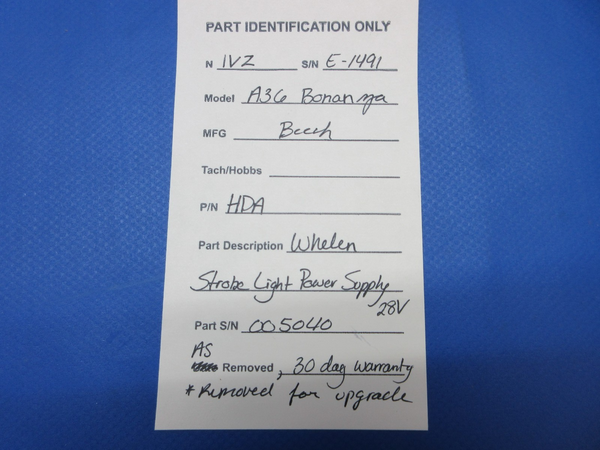 PART IDENTIFICATION ONLY
N 1VZ S/N E-1491
Model A36 Bonanza
MFG Beech
Tach/Hobbs
P/N HDA
Part Description Whelen
Strobe Light Power Supply
28V
Part S/N 005040
AS
Removed, 30 day warranty
* Removed for upgrade